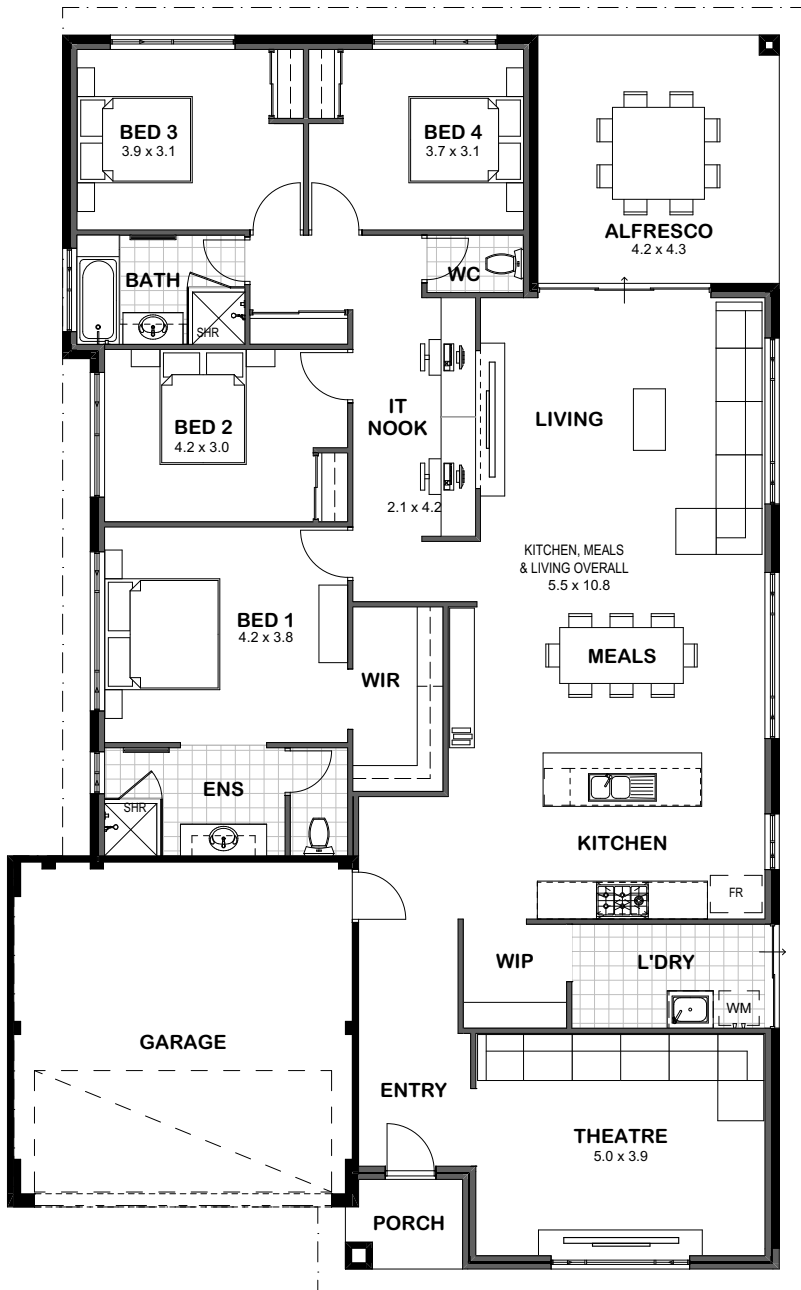 BED 3
3.9 x 3.1
BED 4
3.7 x 3.1
ALFRESCO
4.2 x 4.3
BATH
SHR
WC
BED 2
4.2 x 3.0
IT
NOOK
2.1 x 4.2
LIVING
KITCHEN, MEALS
& LIVING OVERALL
5.5 x 10.8
BED 1
4.2 x 3.8
WIR
MEALS
ENS
SHR
KITCHEN
FR
WIP
L'DRY
WM
GARAGE
ENTRY
THEATRE
5.0 x 3.9
PORCH